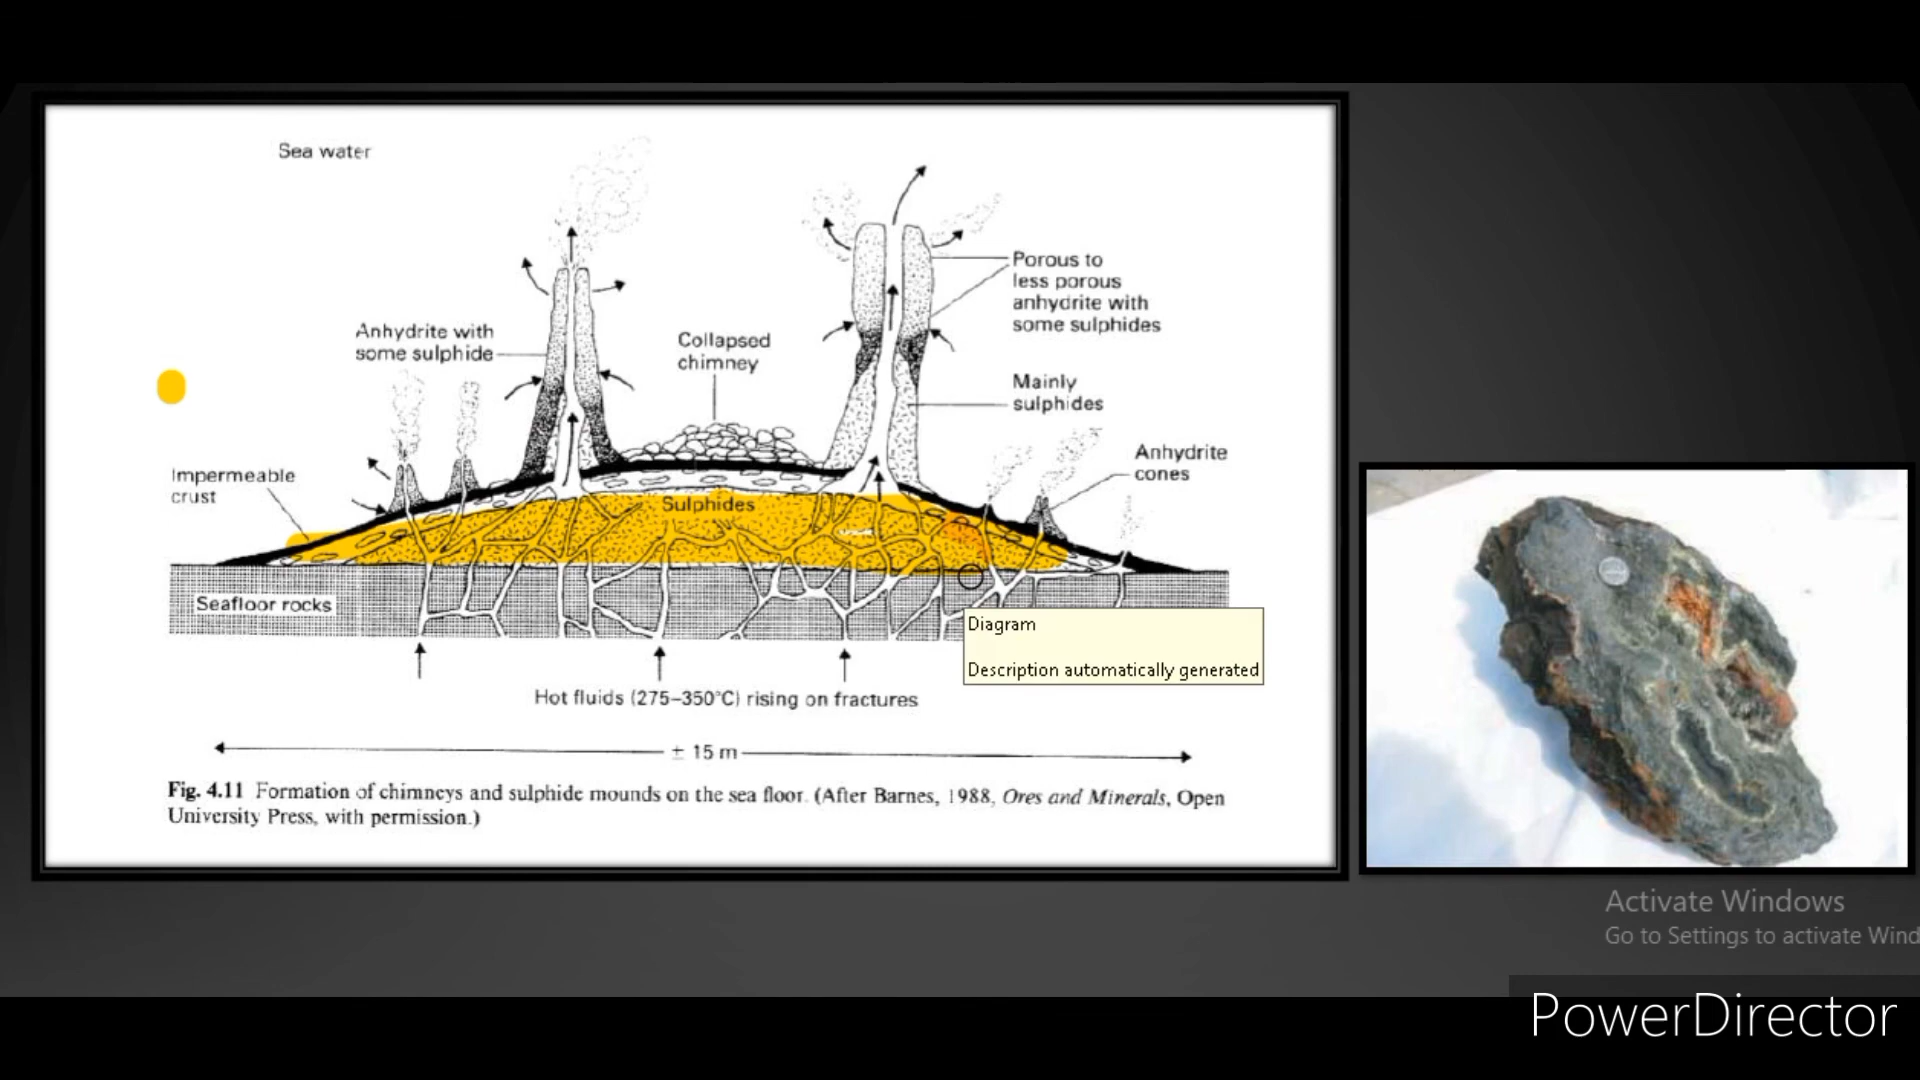 Sea water
Porous to
less porous
anhydrite with
some sulphides
Anhydrite with
some sulphide
Collapsed
chimney
Mainly
sulphides
Anhydrite
cones
Impermeable
crust
Sulphides
Seafloor rocks
Diagram
Description automatically generated
Hot fluids (275–350°C) rising on fractures
± 15 m
Fig. 4.11 Formation of chimneys and sulphide mounds on the sea floor. (After Barnes, 1988, Ores and Minerals, Open
University Press, with permission.)
Activate Windows
Go to Settings to activate Wind
PowerDirector